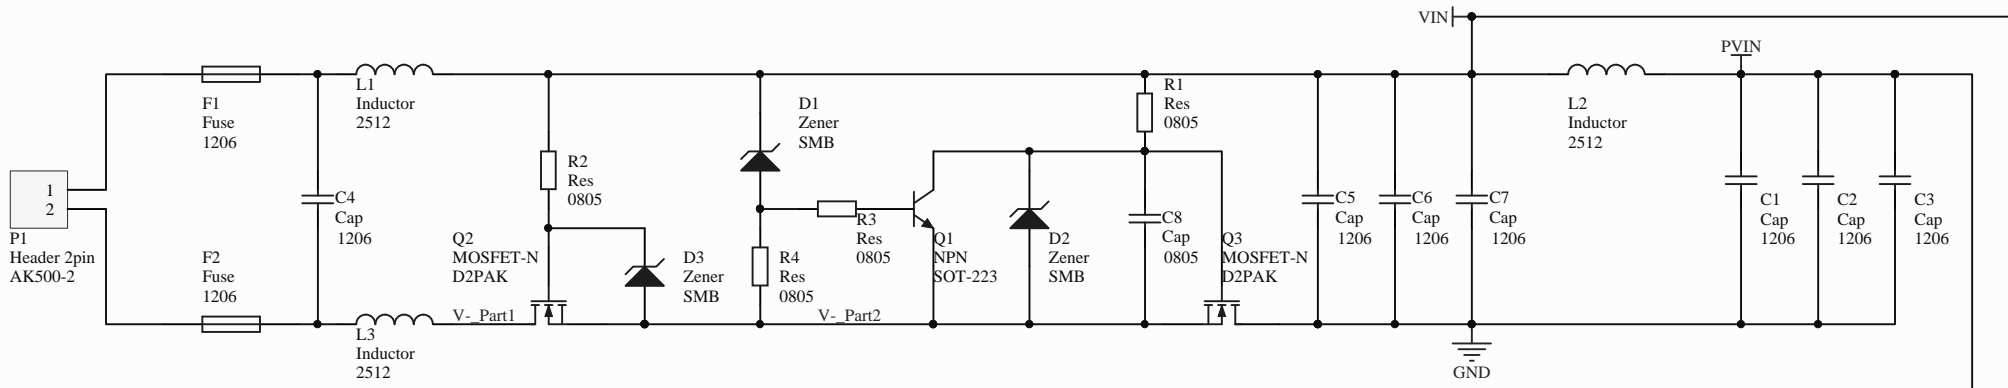 VIN
PVIN
L1
Inductor
2512
F1
Fuse
1206
D1
Zener
SMB
R1
Res
0805
L2
Inductor
2512
R2
Res
0805
1
2
C4
Cap
1206
P1
Header 2pin
AK500-2
F2
Fuse
1206
Q2
MOSFET-N
D2PAK
D3
Zener
SMB
R4
Res
0805
R3
Res
0805
Q1
NPN
SOT-223
D2
Zener
SMB
C8
Cap
0805
Q3
MOSFET-N
D2PAK
C5
Cap
1206
C6
Cap
1206
C7
Cap
1206
C1
Cap
1206
C2
Cap
1206
C3
Cap
1206
V-_Part1
V-_Part2
L3
Inductor
2512
GND